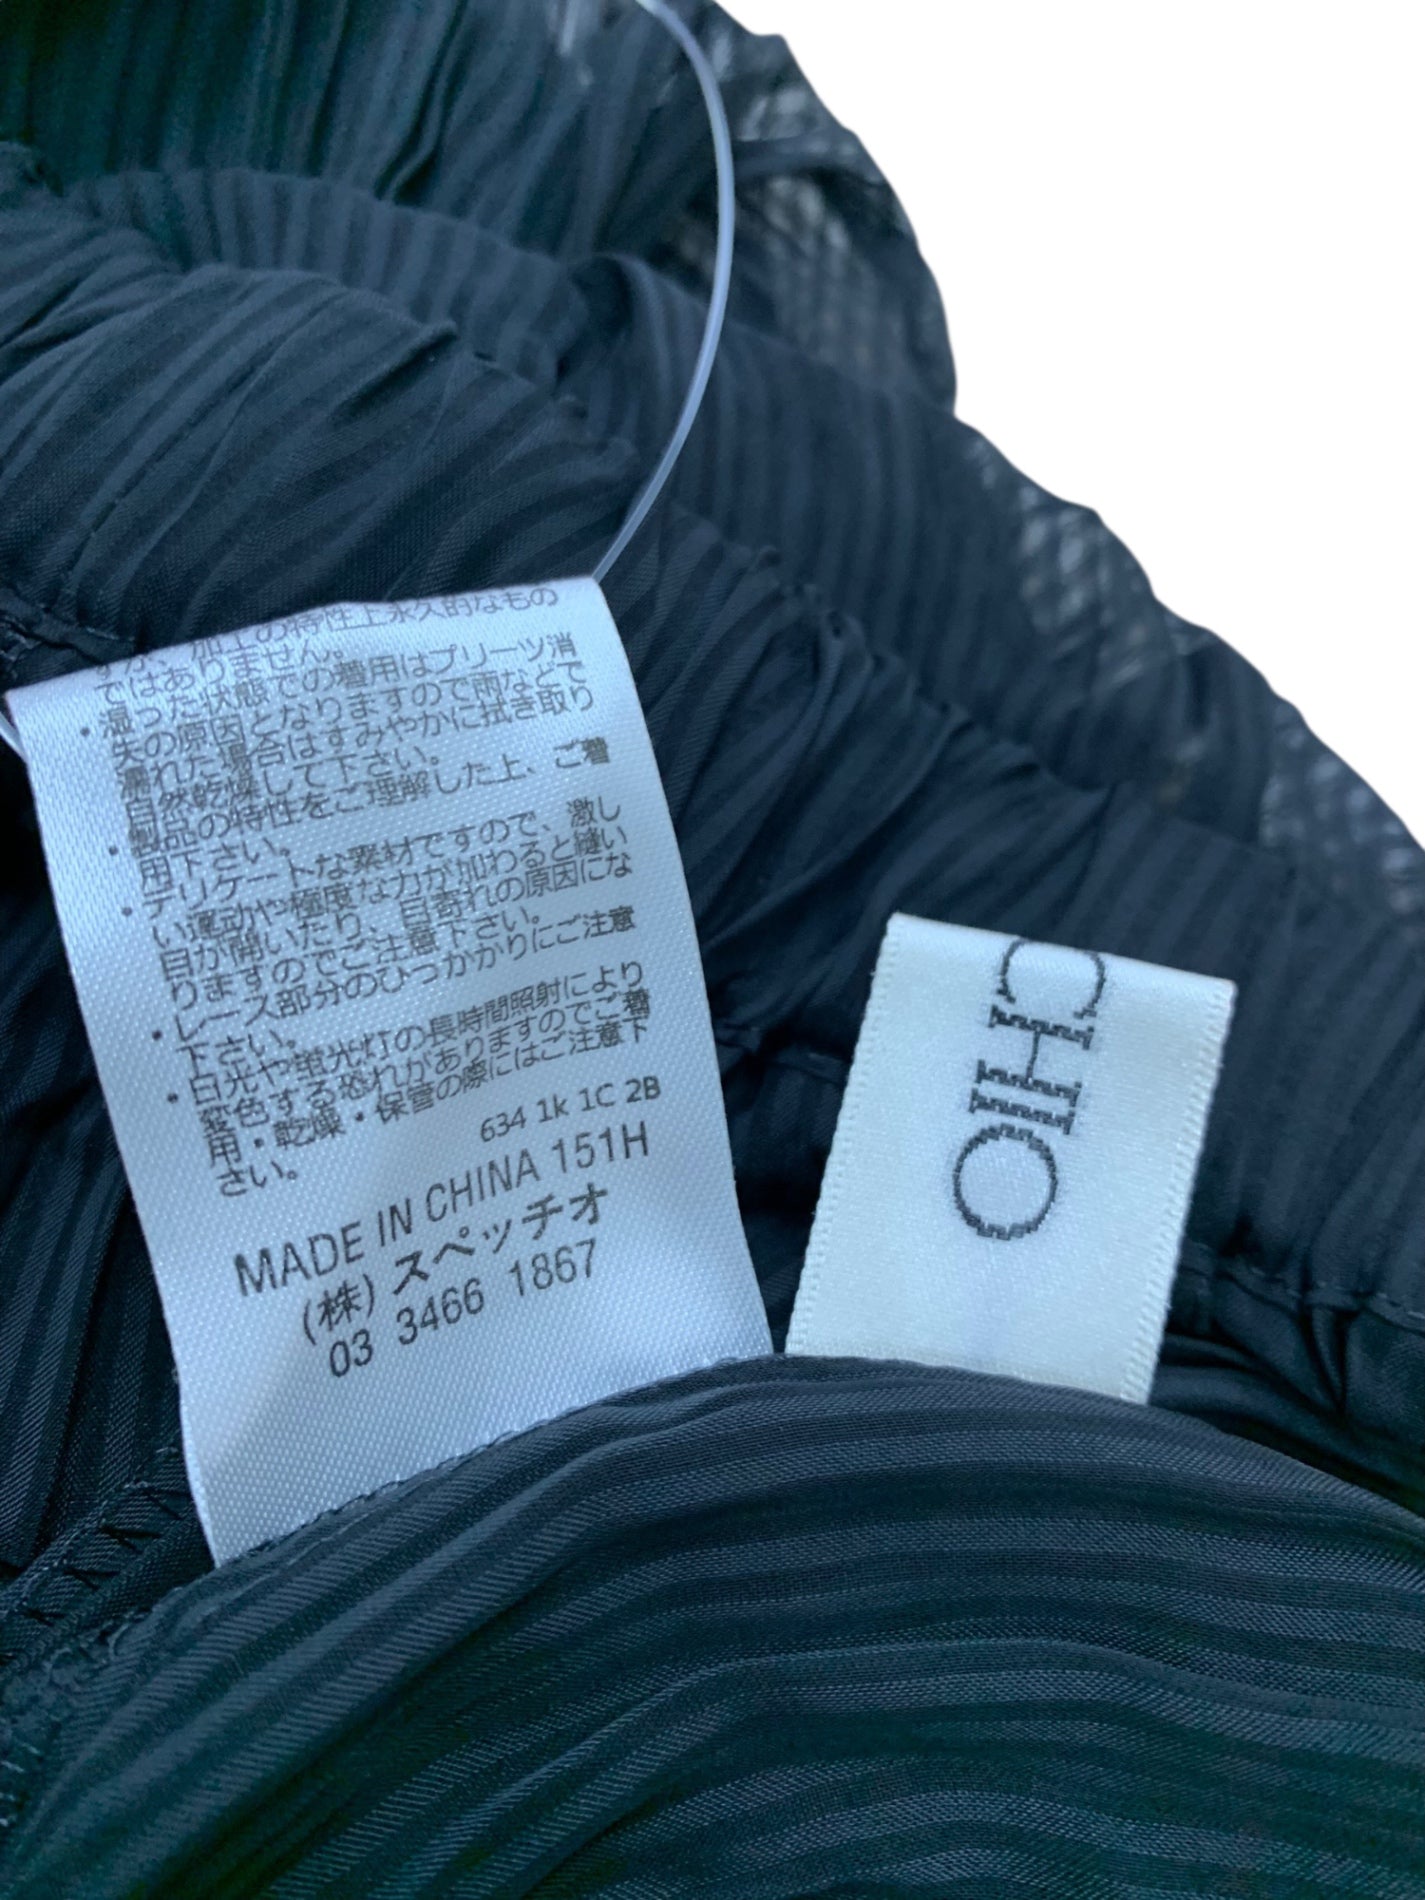 が、加工の特性上永久的なもの
ではありません。
・湿った状態での着用はプリーツ消
失の原因となりますので雨などで
濡れた場合はすみやかに拭き取り
自然乾燥して下さい。
・製品の特性をご理解した上、ご着
用下さい。
・デリケートな素材ですので、激し
い運動や極度な力が加わると縫い
目が開いたり、目寄れの原因にな
りますのでご注意下さい。
・レース部分のひっかかりにご注意
下さい。
・白光や蛍光灯の長時間照射により
変色する恐れがありますのでご着
用・乾燥・保管の際にはご注意下
さい。
634 1k 1C 2B
MADE IN CHINA 151H
(株)スペッチオ
03 3466 1867
CHIO